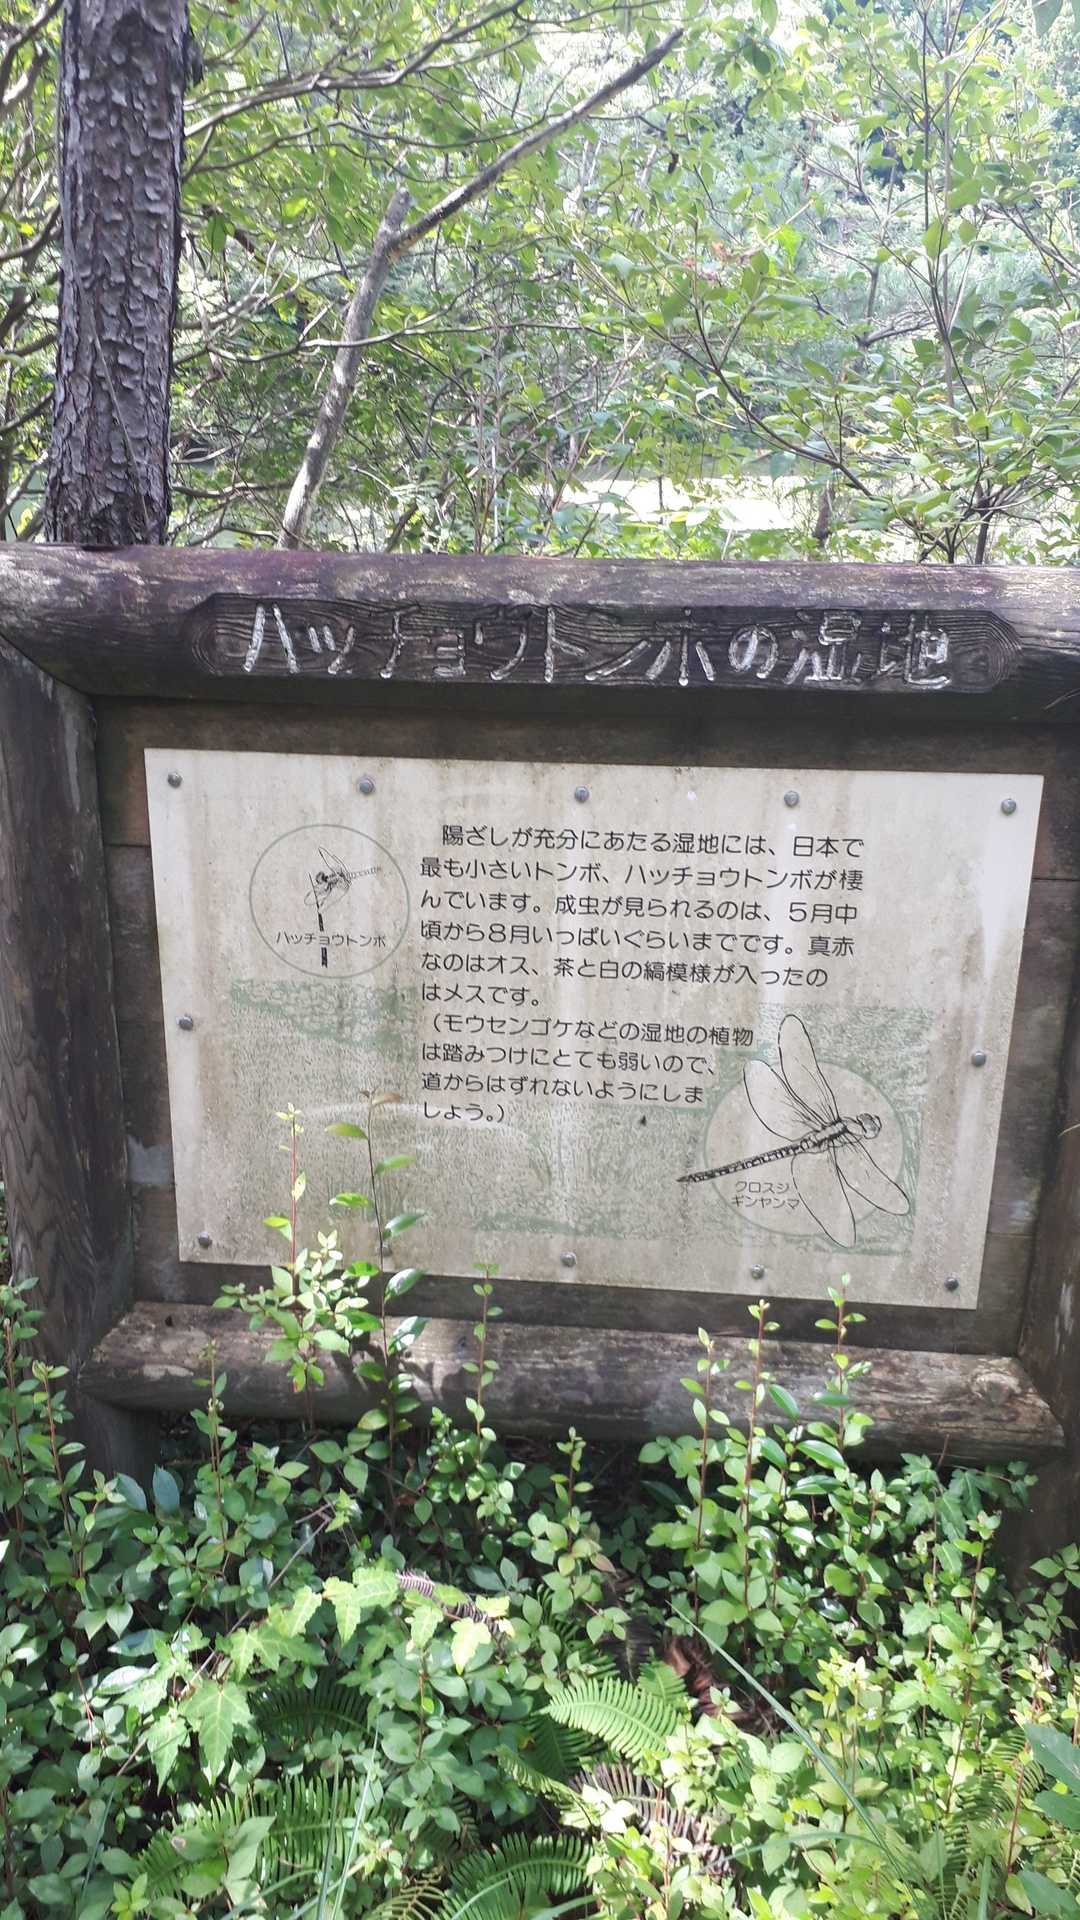 ハッチョウトンボの湿地
陽ざしが充分にあたる湿地には、日本で
最も小さいトンボ、ハッチョウトンボが棲
んでいます。成虫が見られるのは、5月中
頃から8月いっぱいぐらいまでです。真赤
なのはオス、茶と白の縞模様が入ったの
はメスです。
（モウセンゴケなどの湿地の植物
は踏みつけにとても弱いので、
道からはずれないようにしま
しょう。）
ハッチョウトンボ
クロスジ
ギンヤンマ